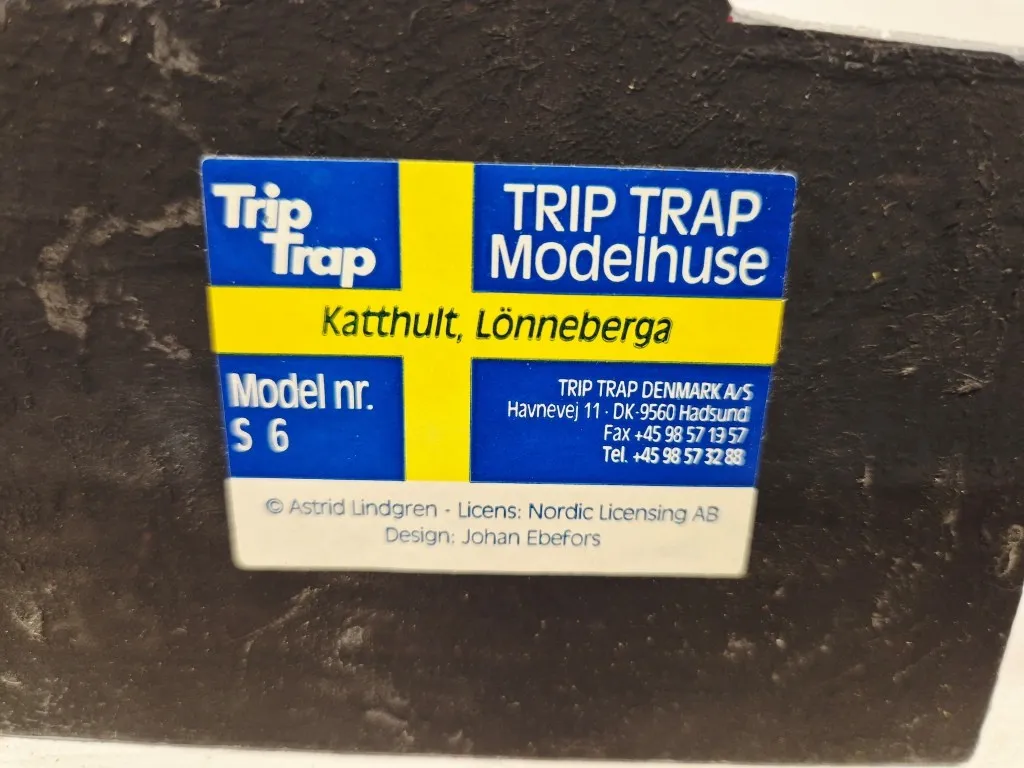 Trip
Trap
TRIP TRAP
Modelhuse
Katthult, Lönneberga
Model nr.
S 6
TRIP TRAP DENMARK A/S
Havnevej 11 · DK-9560 Hadsund
Fax +45 98 57 19 57
Tel. +45 98 57 32 88
© Astrid Lindgren - Licens: Nordic Licensing AB
Design: Johan Ebefors